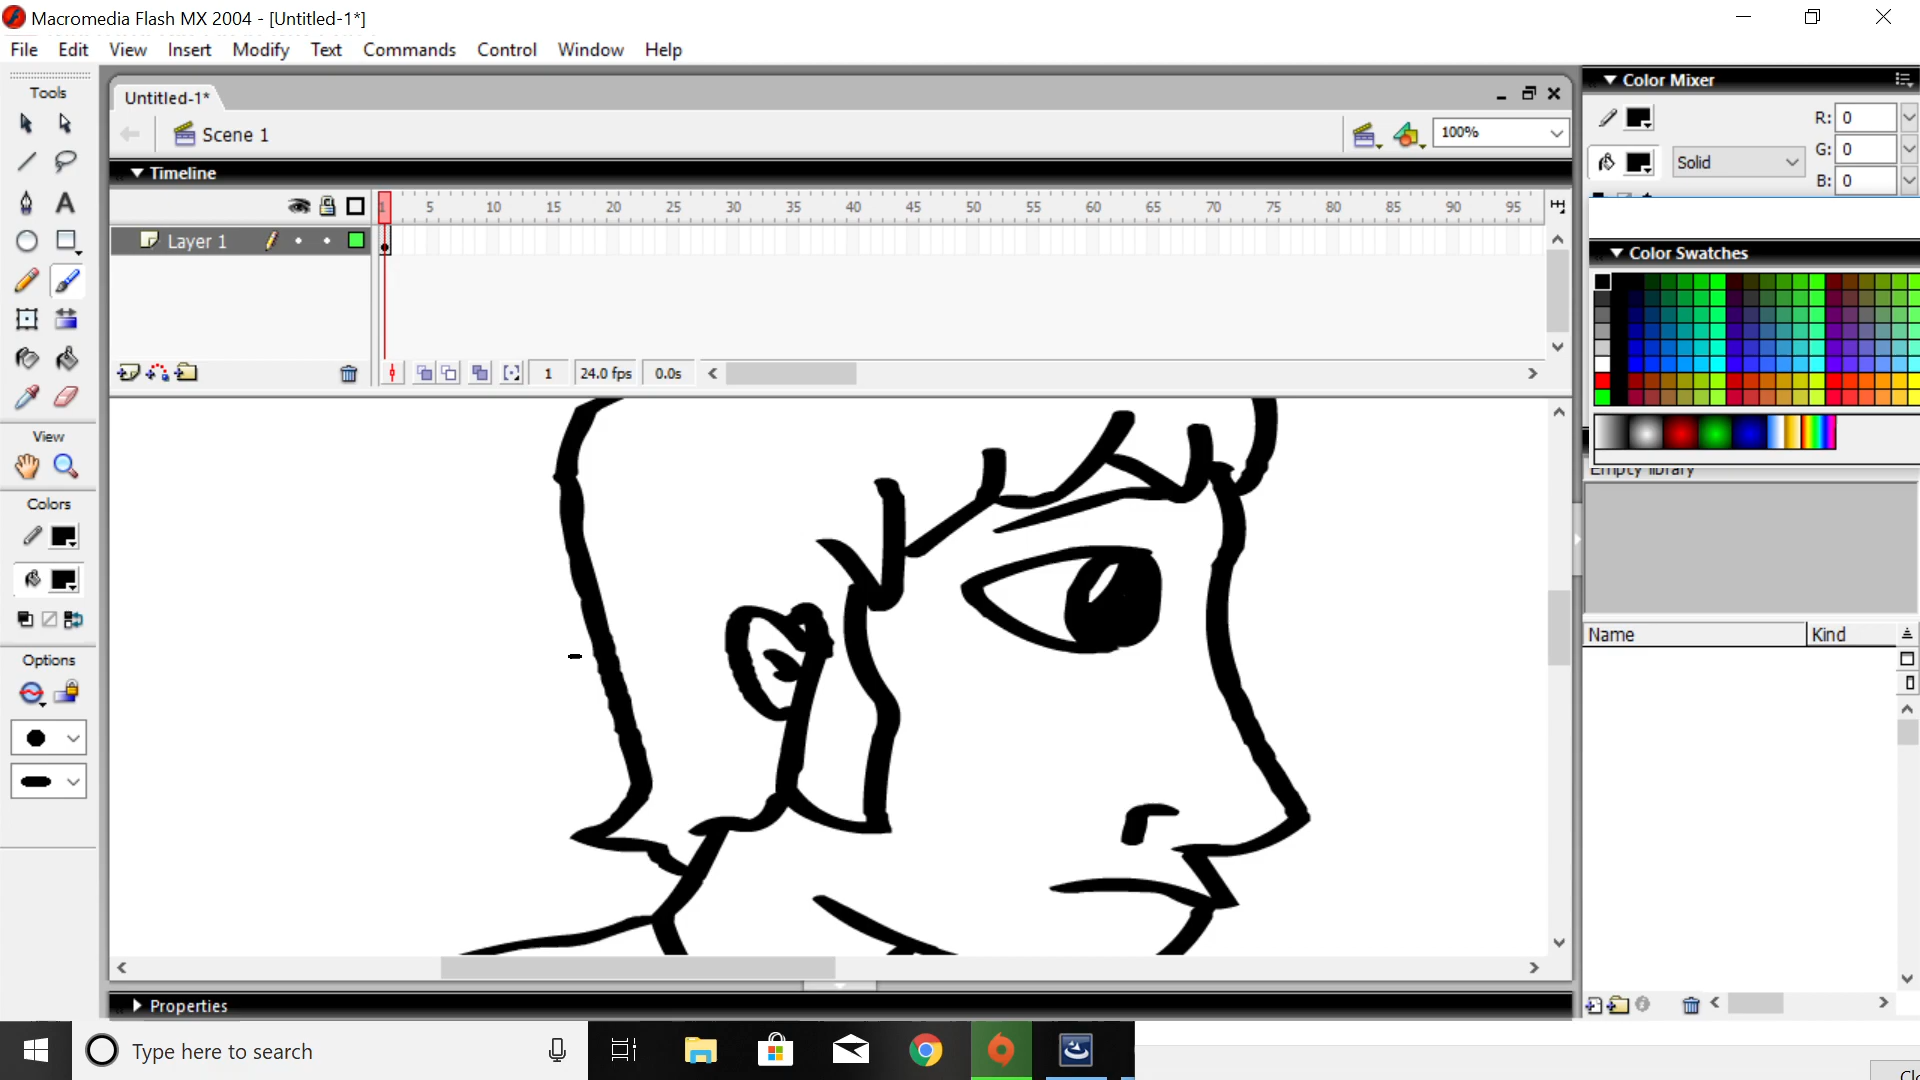 Macromedia Flash MX 2004 - [Untitled-1*]
File Edit View Insert Modify Text Commands Control Window Help
Tools
Untitled-1*
Scene 1
100%
Timeline
1 5 10 15 20 25 30 35 40 45 50 55 60 65 70 75 80 85 90 95
Layer 1
1 24.0 fps 0.0s
View
Colors
Options
Properties
Color Mixer
R: 0
Solid
G: 0
B: 0
Color Swatches
Empty library
Name Kind
Type here to search